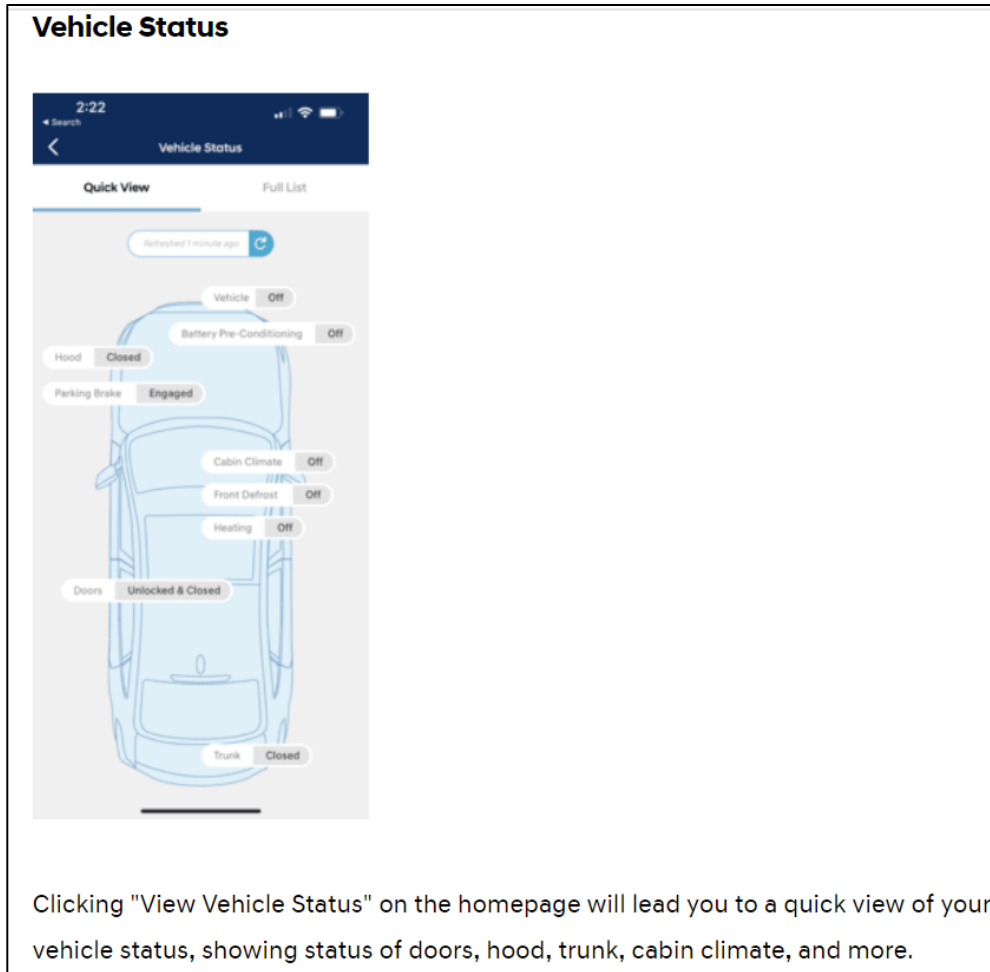 Vehicle Status
2:22
Search
Vehicle Status
Quick View Full List
Refreshed 1 minute ago
Vehicle Off
Battery Pre-Conditioning Off
Hood Closed
Parking Brake Engaged
Cabin Climate Off
Front Defrost Off
Heating Off
Doors Unlocked & Closed
Trunk Closed
Clicking "View Vehicle Status" on the homepage will lead you to a quick view of your
vehicle status, showing status of doors, hood, trunk, cabin climate, and more.